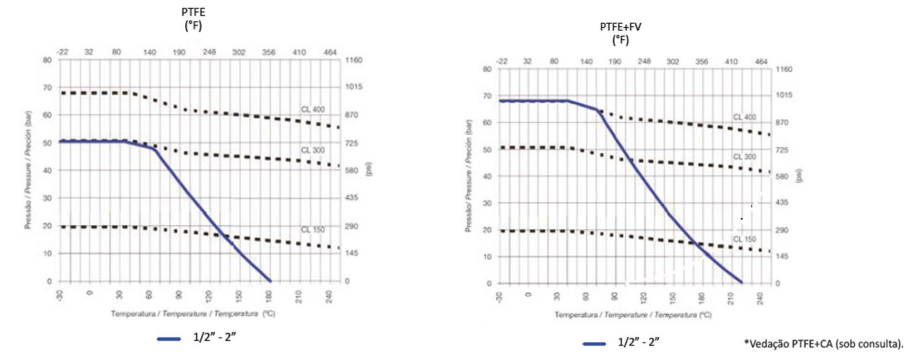 PTFE
(°F)
-22 32 80 140 190 248 302 356 410 464
80 1160
70 1015
60 870
50 725
40 580
30 435
20 290
10 145
0 0
CL 400
CL 300
CL 150
Pressão / Pressure / Preción (bar)
(psi)
-30 0 30 60 90 120 150 180 210 240
Temperatura / Temperature / Temperatura (°C)
1/2” - 2”
PTFE+FV
(°F)
-22 32 80 140 190 248 302 356 410 464
80 1160
70 1015
60 870
50 725
40 580
30 435
20 290
10 145
0 0
CL 400
CL 300
CL 150
Pressão/ Pressure / Preción (bar)
(psi)
-30 0 30 60 90 120 150 180 210 240
Temperatura / Temperature / Temperatura (ºC)
1/2” - 2”
*Vedação PTFE+CA (sob consulta).